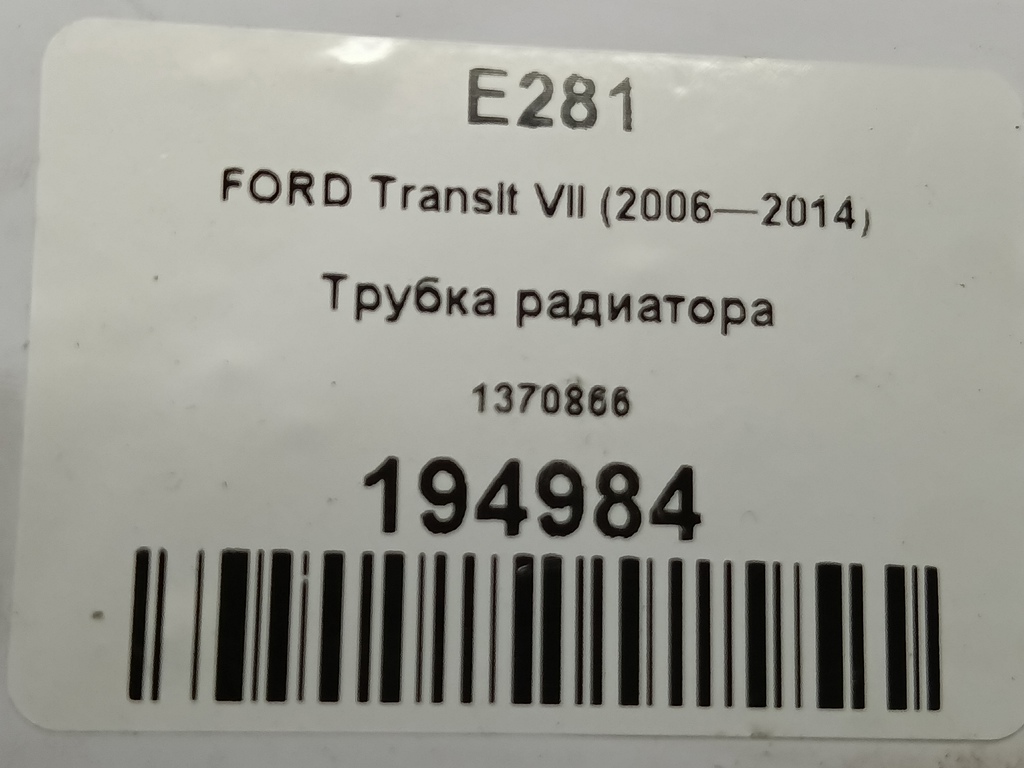 E281
FORD Transit VII (2006—2014)
Трубка радиатора
1370866
194984